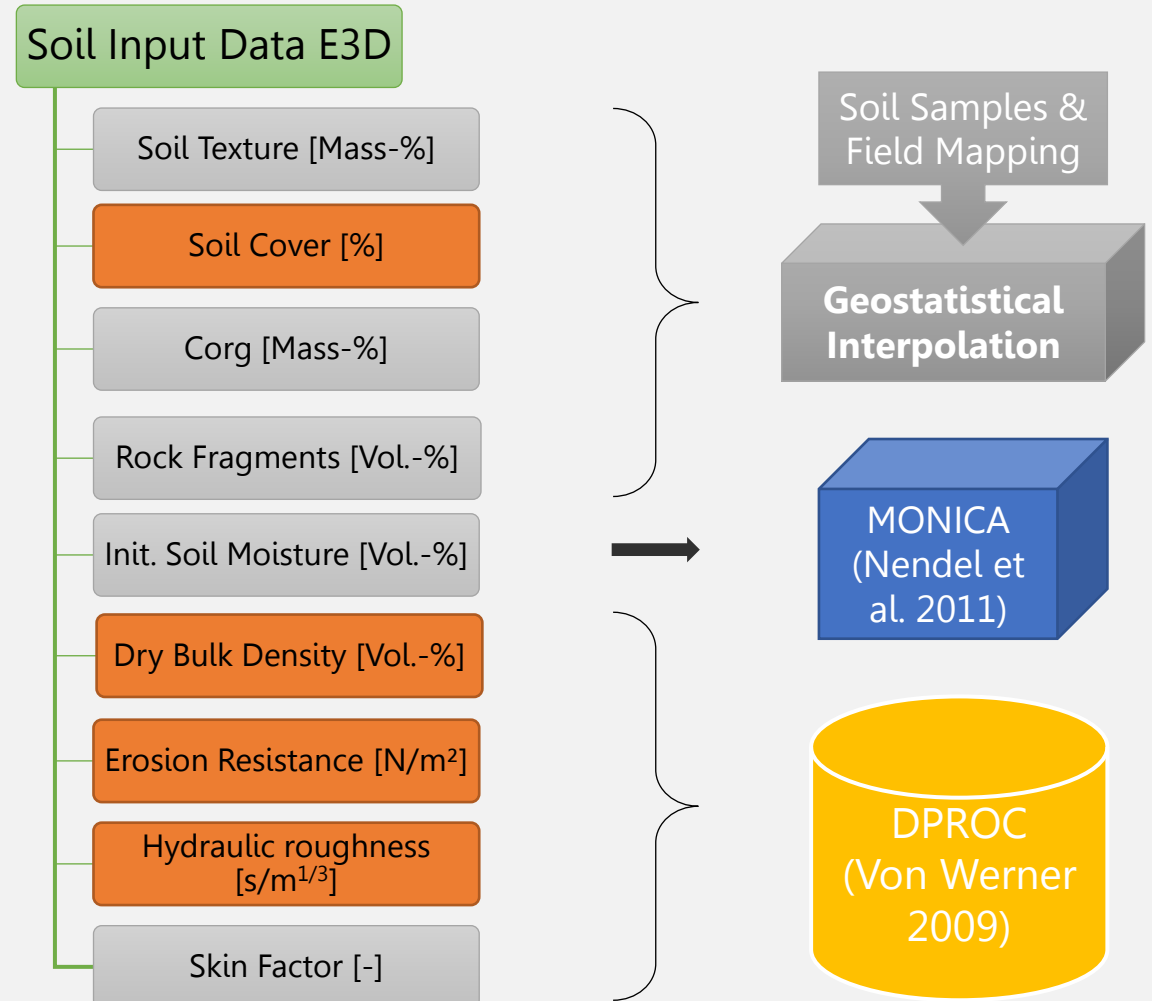 Soil Input Data E3D
Soil Texture [Mass-%]
Soil Cover [%]
Corg [Mass-%]
Rock Fragments [Vol.-%]
Init. Soil Moisture [Vol.-%]
Dry Bulk Density [Vol.-%]
Erosion Resistance [N/m²]
Hydraulic roughness
[s/m^1/3]
Skin Factor [-]
Soil Samples &
Field Mapping
Geostatistical
Interpolation
MONICA
(Nendel et
al. 2011)
DPROC
(Von Werner
2009)